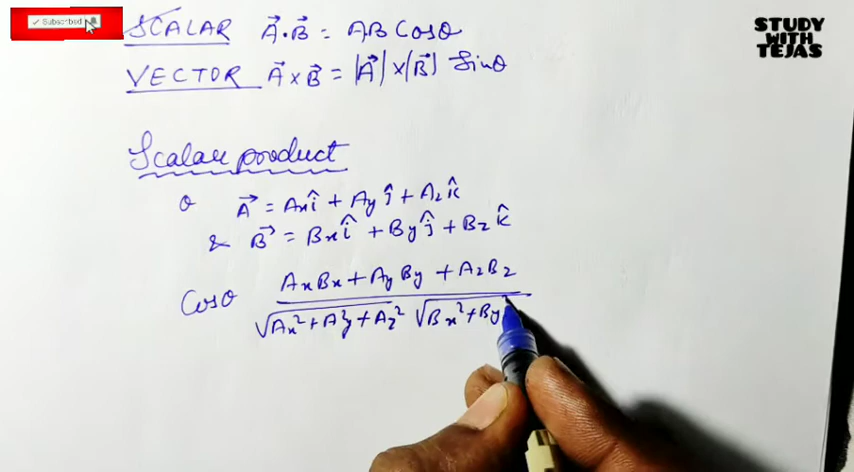 Subscribed
STUDY
WITH
TEJAS
SCALAR A⃗·B⃗ = AB Cosθ
VECTOR A⃗ × B⃗ = |A⃗| × |B⃗| Sinθ
Scalar product
θ A⃗ = Axî + Ayĵ + Azk̂
& B⃗ = Bxî + Byĵ + Bzk̂
AxBx + AyBy + AzBz
Cosθ
√Ax² + A²y + Az² √Bx² + By